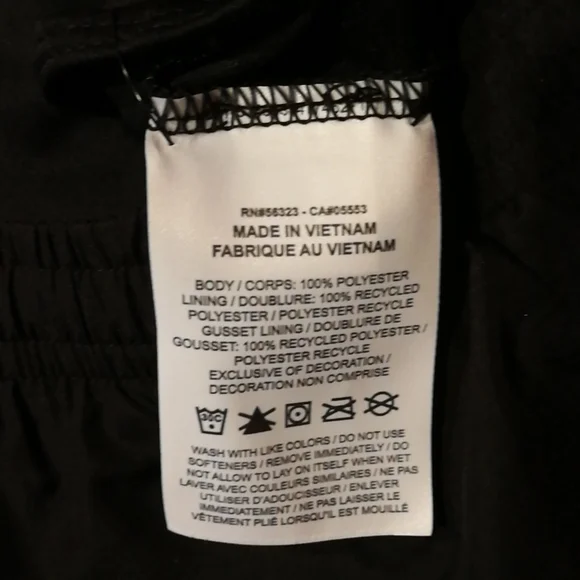 RN#56323 - CA#05553
MADE IN VIETNAM
FABRIQUE AU VIETNAM
BODY / CORPS: 100% POLYESTER
LINING / DOUBLURE: 100% RECYCLED
POLYESTER / POLYESTER RECYCLE
GUSSET LINING / DOUBLURE DE
GOUSSET: 100% RECYCLED POLYESTER /
POLYESTER RECYCLE
EXCLUSIVE OF DECORATION /
DECORATION NON COMPRISE
30C
WASH WITH LIKE COLORS / DO NOT USE
SOFTENERS / REMOVE IMMEDIATELY / DO
NOT ALLOW TO LAY ON ITSELF WHEN WET
LAVER AVEC COULEURS SIMILAIRES / NE PAS
UTILISER D'ADOUCISSEUR / ENLEVER
IMMEDIATEMENT / NE PAS LAISSER LE
VÊTEMENT PLIÉ LORSQU'IL EST MOUILLÉ